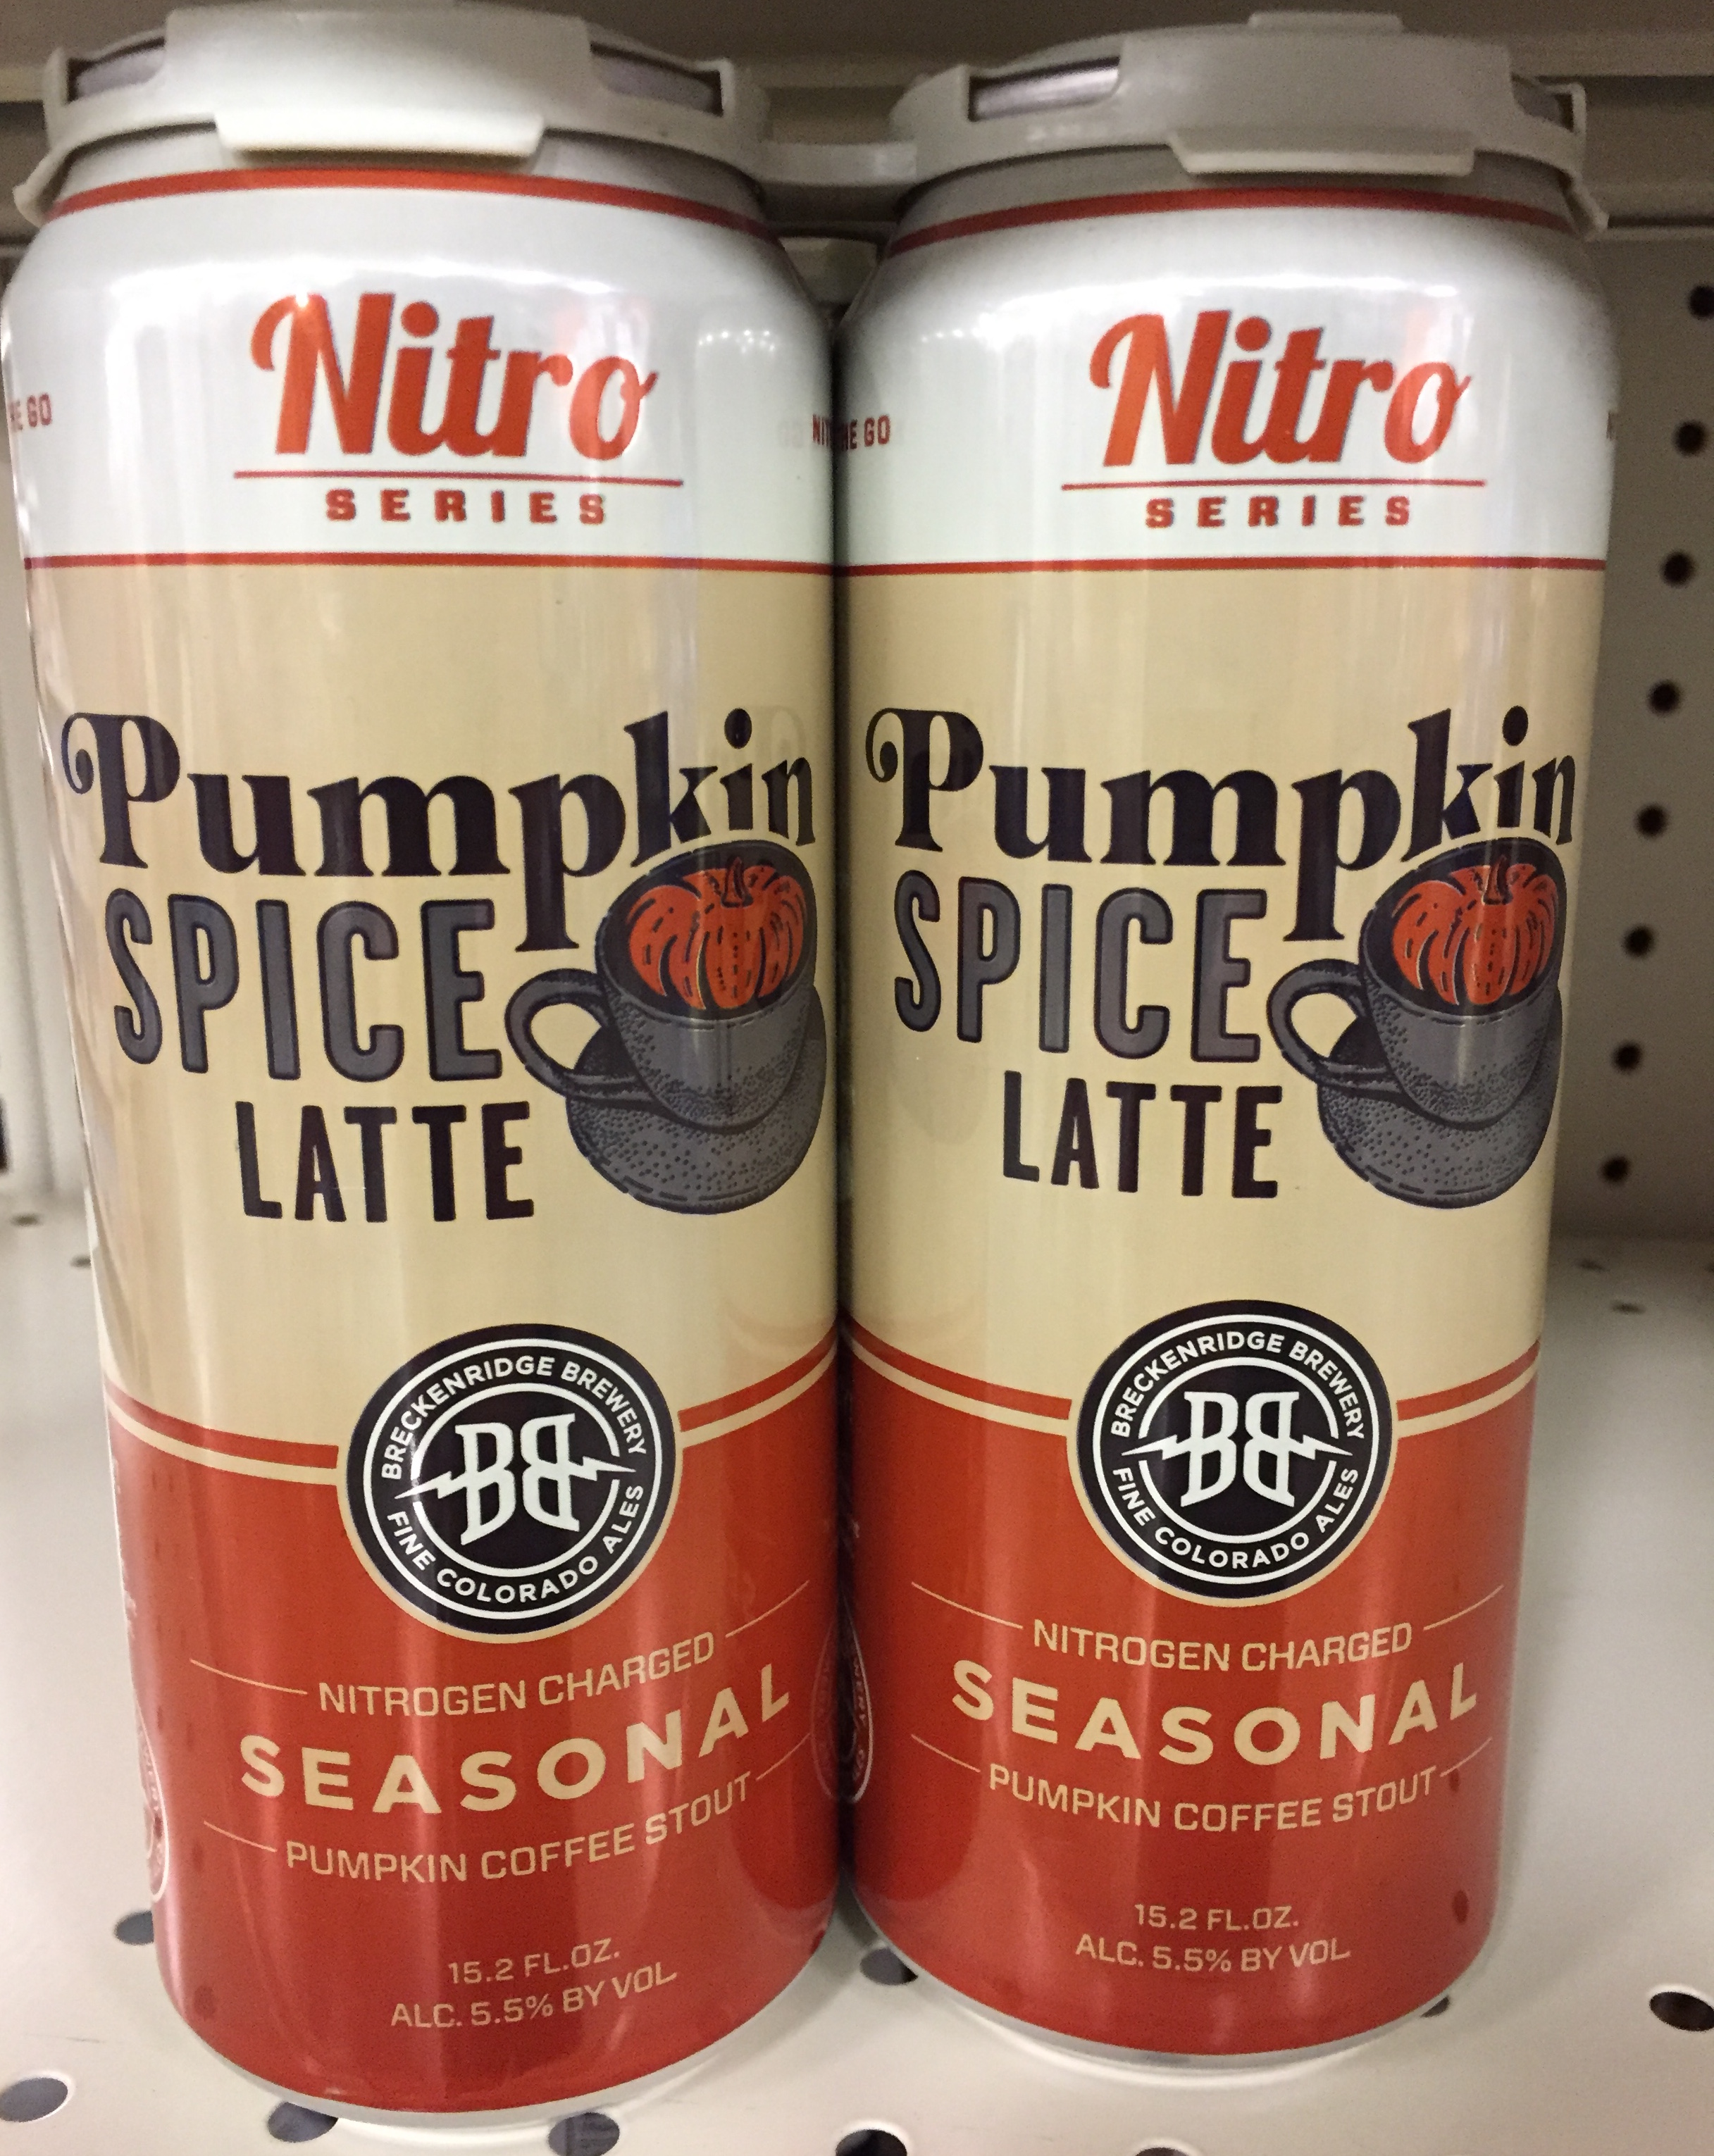 Nitro
SERIES
Pumpkin
SPICE
LATTE
BRECKENRIDGE BREWERY
BB
FINE COLORADO ALES
NITROGEN CHARGED
SEASONAL
PUMPKIN COFFEE STOUT
15.2 FL.OZ.
ALC. 5.5% BY VOL
GO
Nitro
SERIES
GO
Pumpkin
SPICE
LATTE
BRECKENRIDGE BREWERY
BB
FINE COLORADO ALES
NITROGEN CHARGED
SEASONAL
PUMPKIN COFFEE STOUT
15.2 FL.OZ.
ALC. 5.5% BY VOL